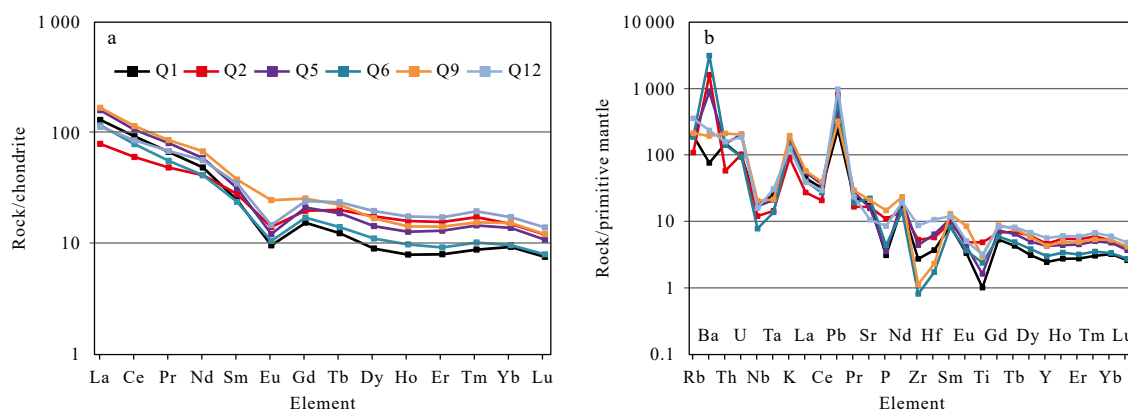 a
Q1 Q2 Q5 Q6 Q9 Q12
Rock/chondrite
1 000
100
10
1
La Ce Pr Nd Sm Eu Gd Tb Dy Ho Er Tm Yb Lu
Element
b
Rock/primitive mantle
10 000
1 000
100
10
1
0.1
Ba U Ta La Pb Sr Nd Hf Eu Gd Dy Ho Tm Lu
Rb Th Nb K Ce Pr P Zr Sm Ti Tb Y Er Yb
Element